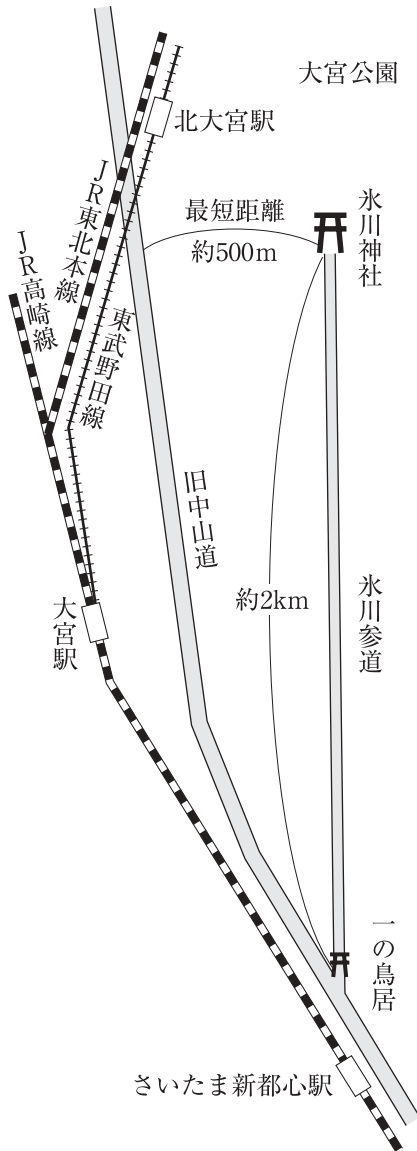 大宮公園
北大宮駅
氷川神社
最短距離
約500m
JR東北本線
JR高崎線
東武野田線
旧中山道
約2km
氷川参道
大宮駅
一の鳥居
さいたま新都心駅